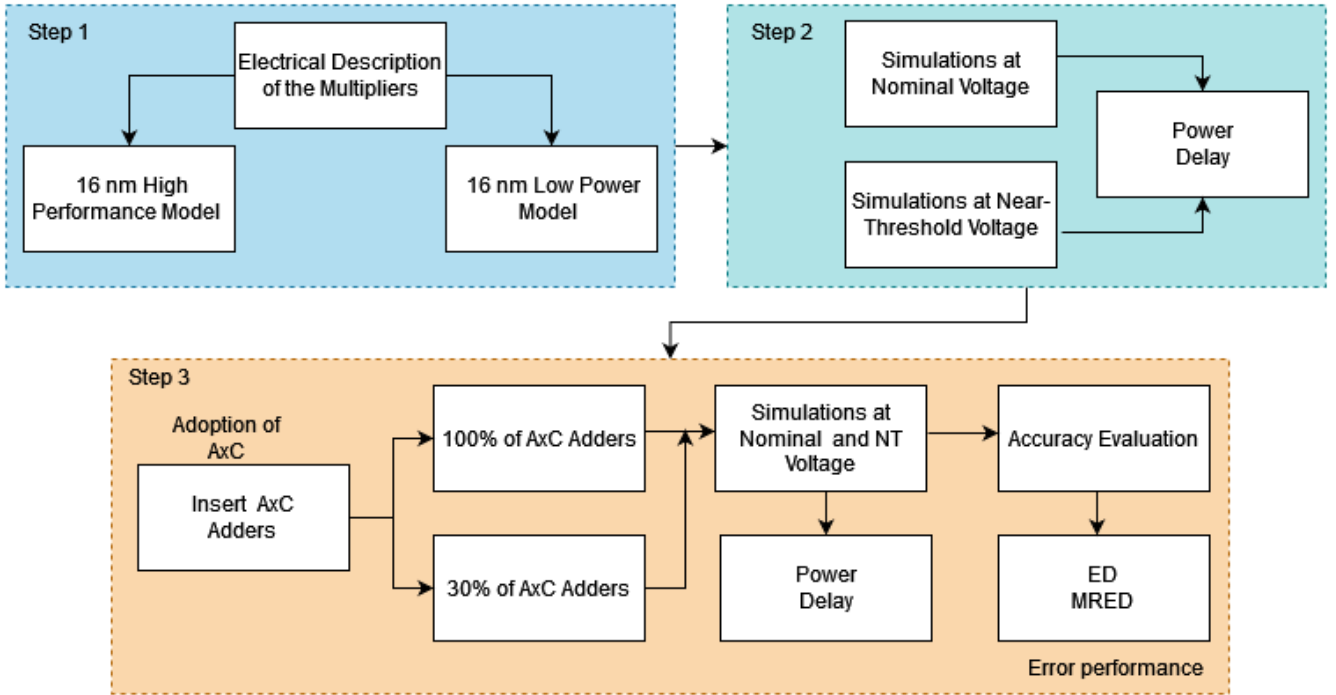 Step 1
Electrical Description
of the Multipliers
16 nm High
Performance Model
16 nm Low Power
Model
Step 2
Simulations at
Nominal Voltage
Simulations at Near-
Threshold Voltage
Power
Delay
Step 3
Adoption of
AxC
Insert AxC
Adders
100% of AxC Adders
30% of AxC Adders
Simulations at
Nominal and NT
Voltage
Power
Delay
Accuracy Evaluation
ED
MRED
Error performance